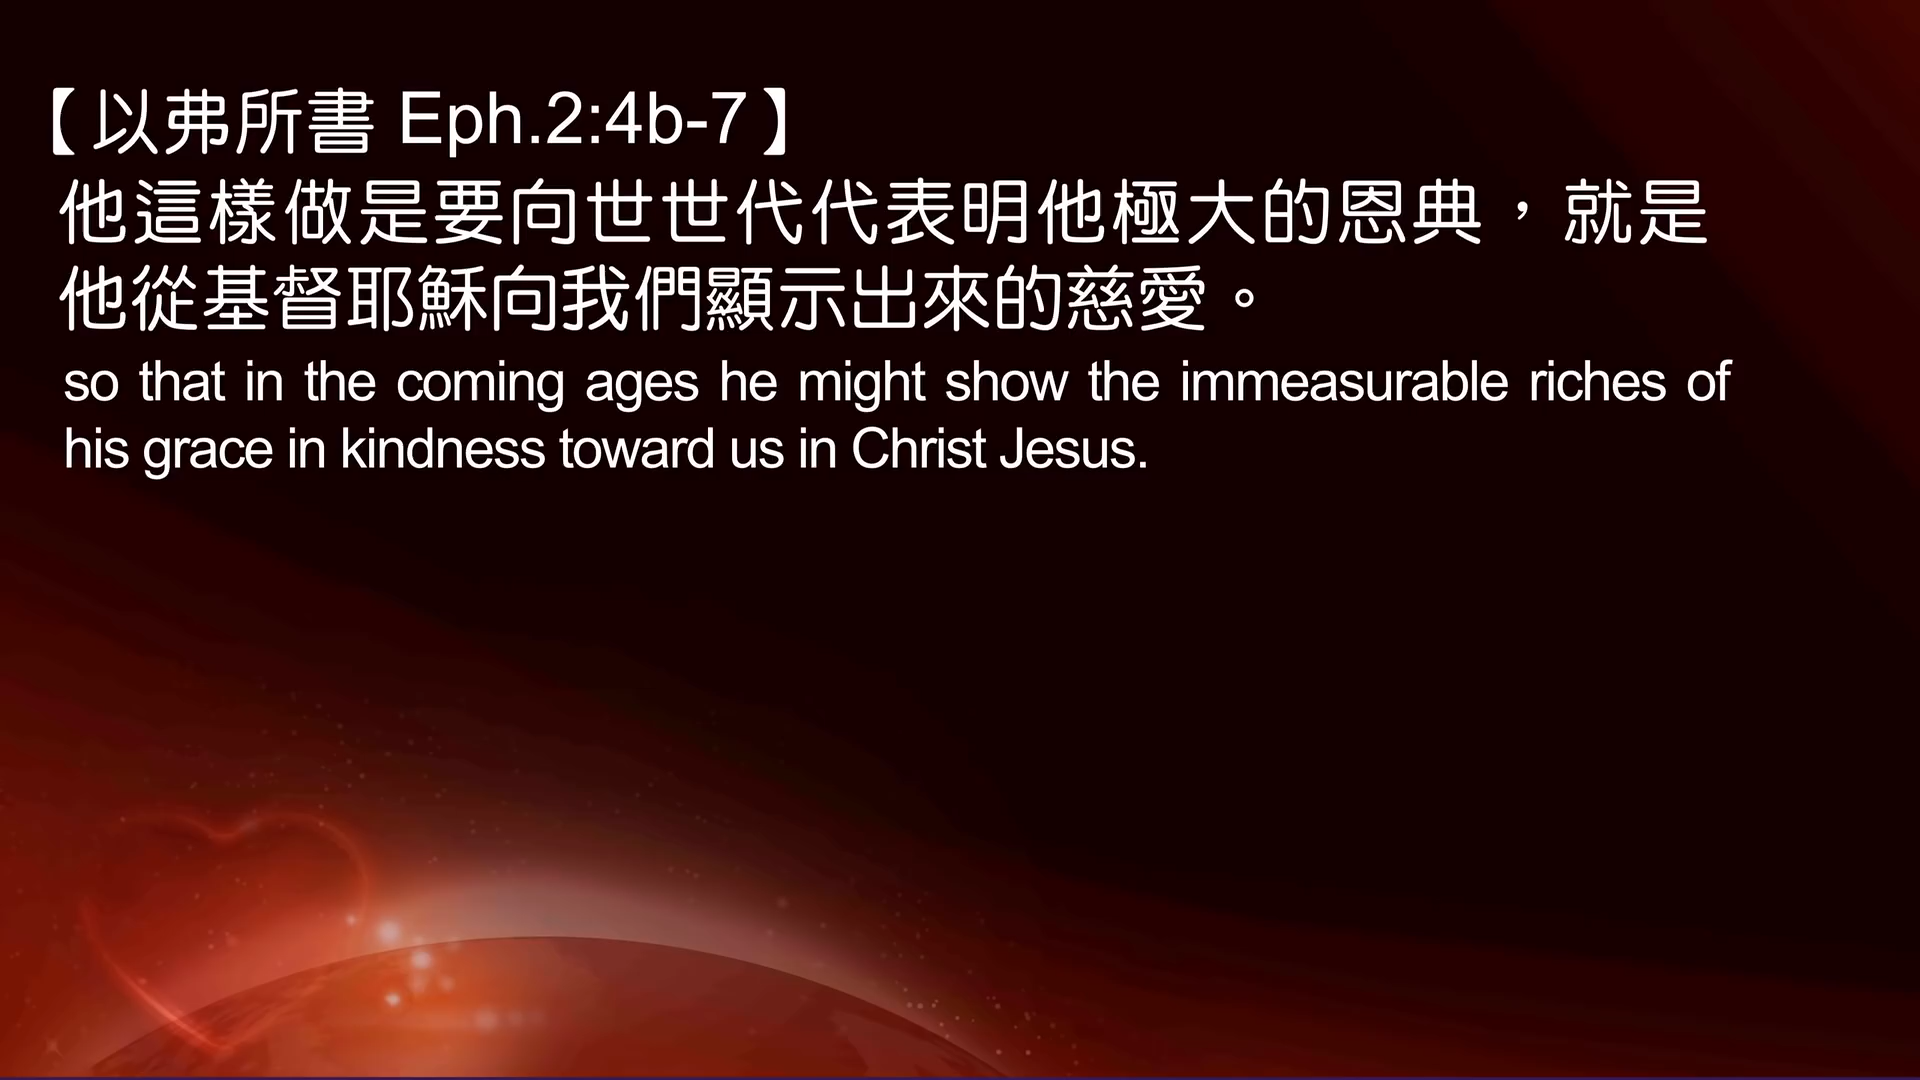 【以弗所書 Eph.2:4b-7】
他這樣做是要向世世代代表明他極大的恩典，就是
他從基督耶穌向我們顯示出來的慈愛。
so that in the coming ages he might show the immeasurable riches of
his grace in kindness toward us in Christ Jesus.